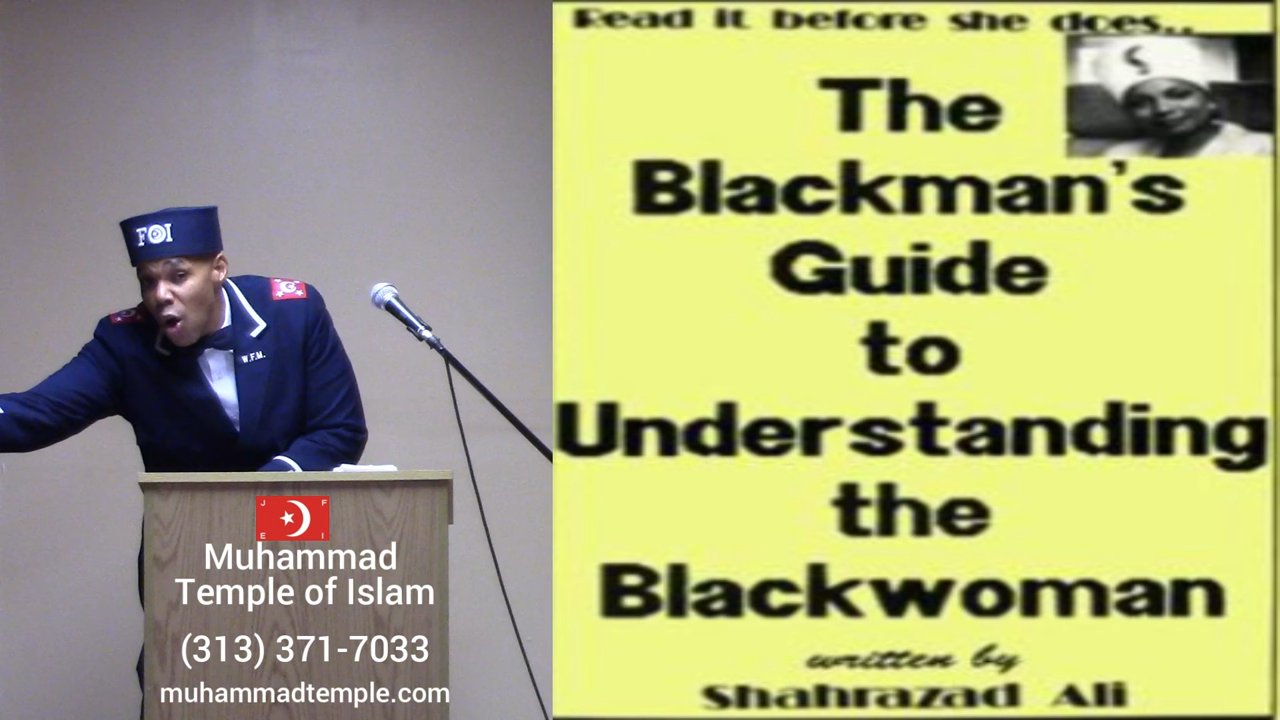 FOI
W.F.M.
J F
E I
Muhammad
Temple of Islam
(313) 371-7033
muhammadtemple.com
Read it before she does..
The
Blackman's
Guide
to
Understanding
the
Blackwoman
written by
Shahrazad Ali